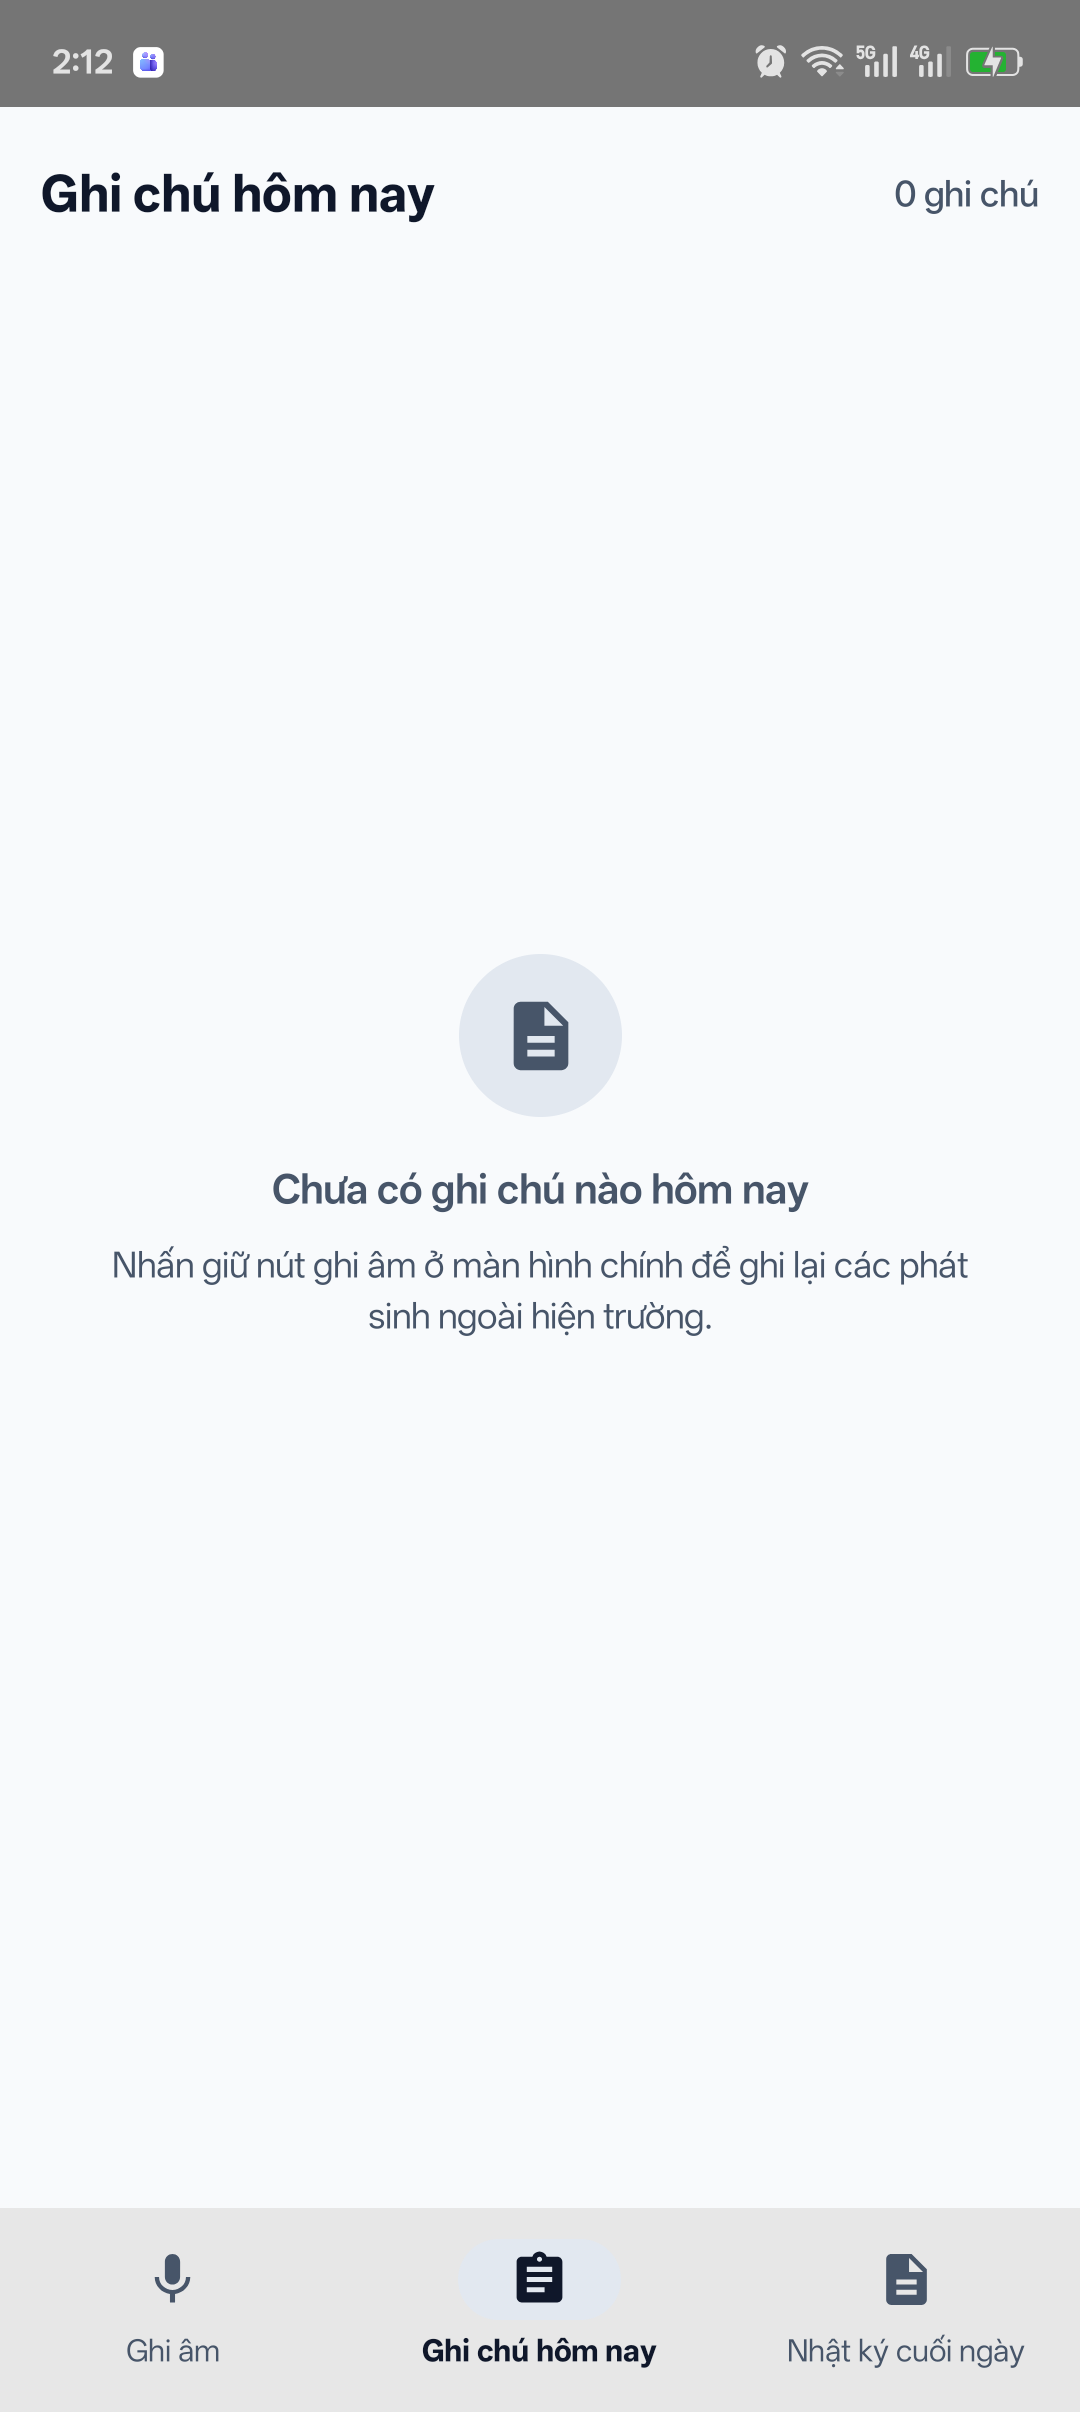 2:12
5G
4G
Ghi chú hôm nay
0 ghi chú
Chưa có ghi chú nào hôm nay
Nhấn giữ nút ghi âm ở màn hình chính để ghi lại các phát
sinh ngoài hiện trường.
Ghi âm
Ghi chú hôm nay
Nhật ký cuối ngày